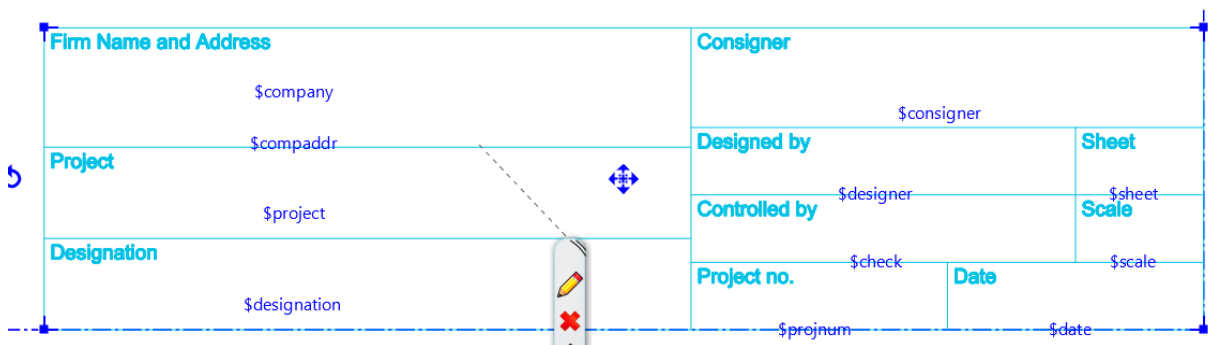 Firm Name and Address
$company
$compaddr
Project
$project
Designation
$designation
Consigner
$consigner
Designed by
$designer
Sheet
$sheet
Controlled by
$check
Scale
$scale
Project no.
$projnum
Date
$date